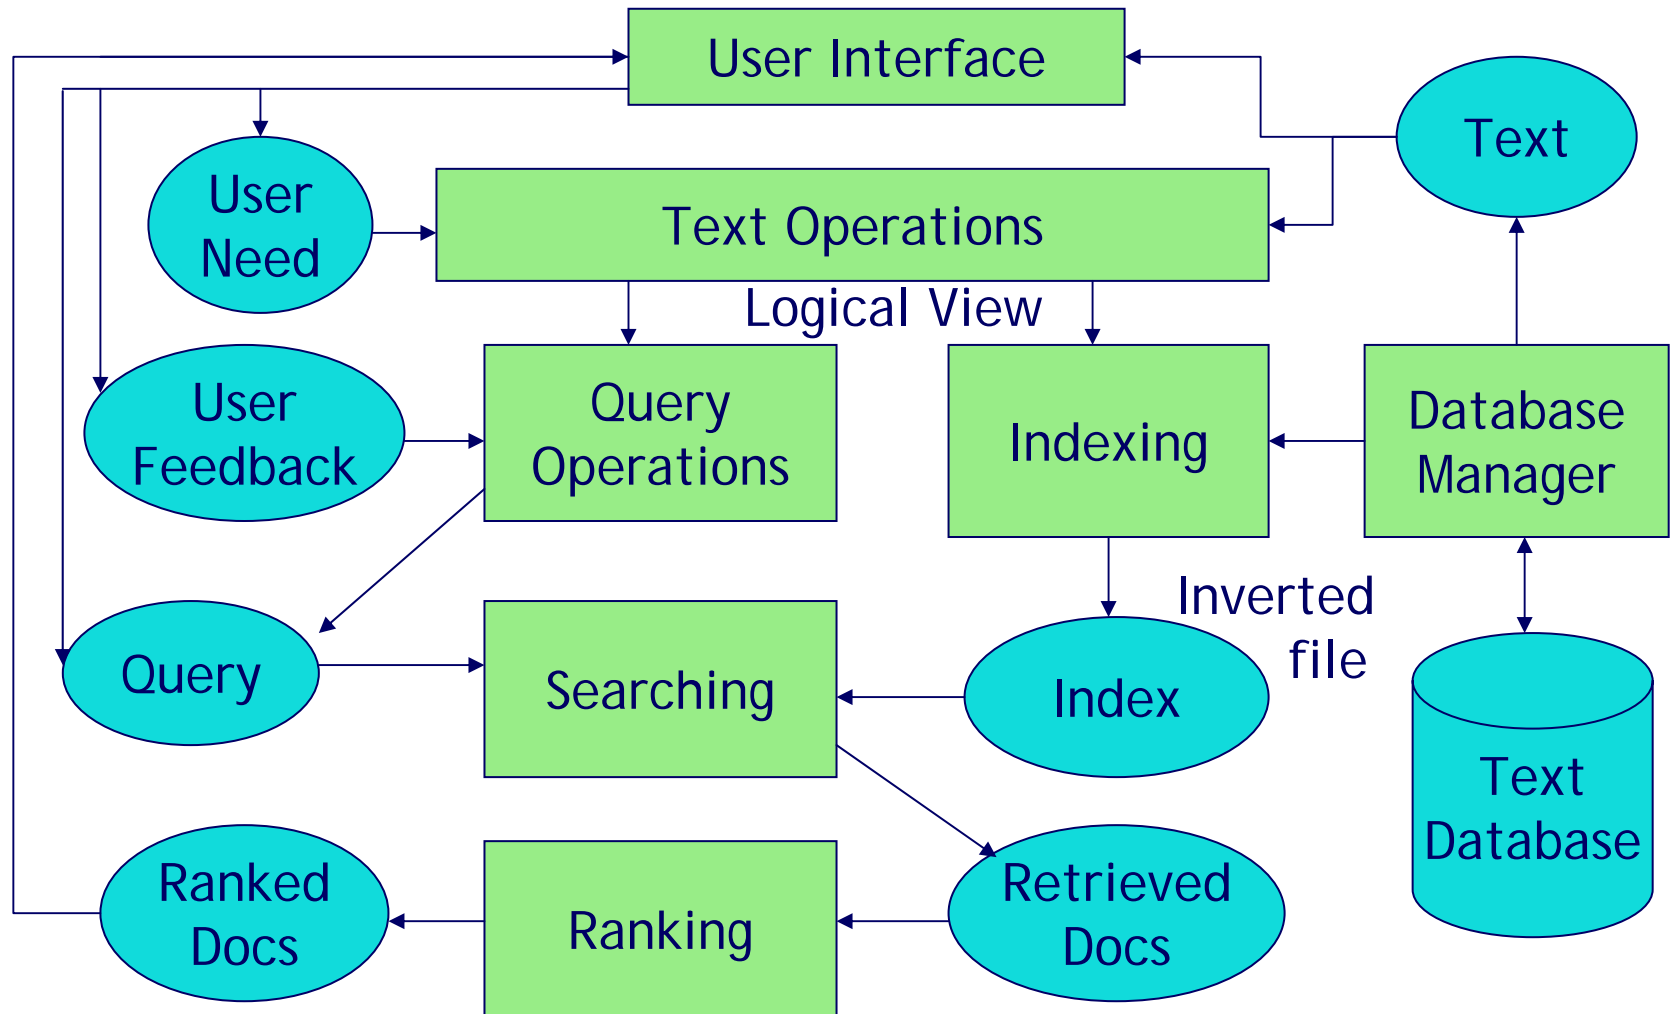 User Interface
Text
User
Need
Text Operations
Logical View
User
Feedback
Query
Operations
Indexing
Database
Manager
Inverted
file
Query
Searching
Index
Text
Database
Ranked
Docs
Ranking
Retrieved
Docs